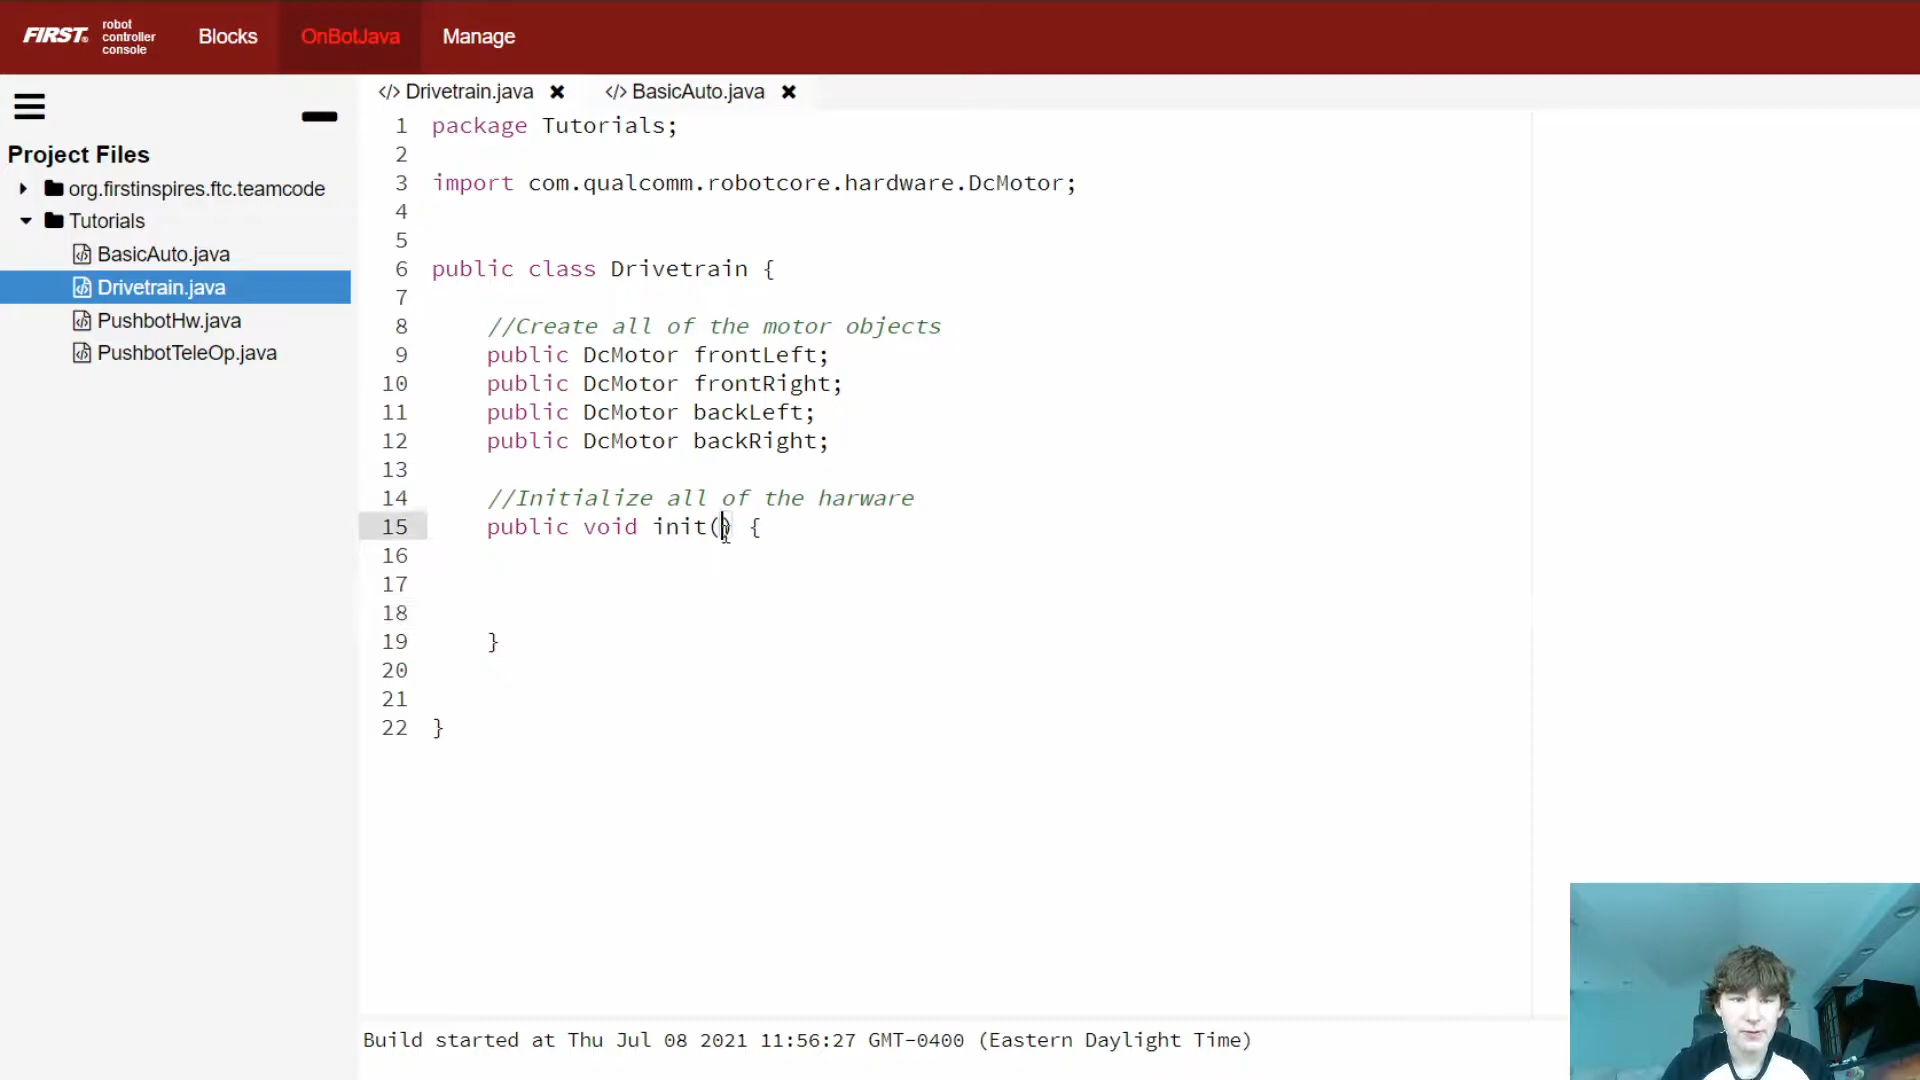 FIRST® robot controller console Blocks OnBotJava Manage
Project Files
org.firstinspires.ftc.teamcode
Tutorials
BasicAuto.java
Drivetrain.java
PushbotHw.java
PushbotTeleOp.java
</> Drivetrain.java ✖ </> BasicAuto.java ✖
1 package Tutorials;
2
3 import com.qualcomm.robotcore.hardware.DcMotor;
4
5
6 public class Drivetrain {
7
8 //Create all of the motor objects
9 public DcMotor frontLeft;
10 public DcMotor frontRight;
11 public DcMotor backLeft;
12 public DcMotor backRight;
13
14 //Initialize all of the harware
15 public void init() {
16
17
18
19 }
20
21
22 }
Build started at Thu Jul 08 2021 11:56:27 GMT-0400 (Eastern Daylight Time)